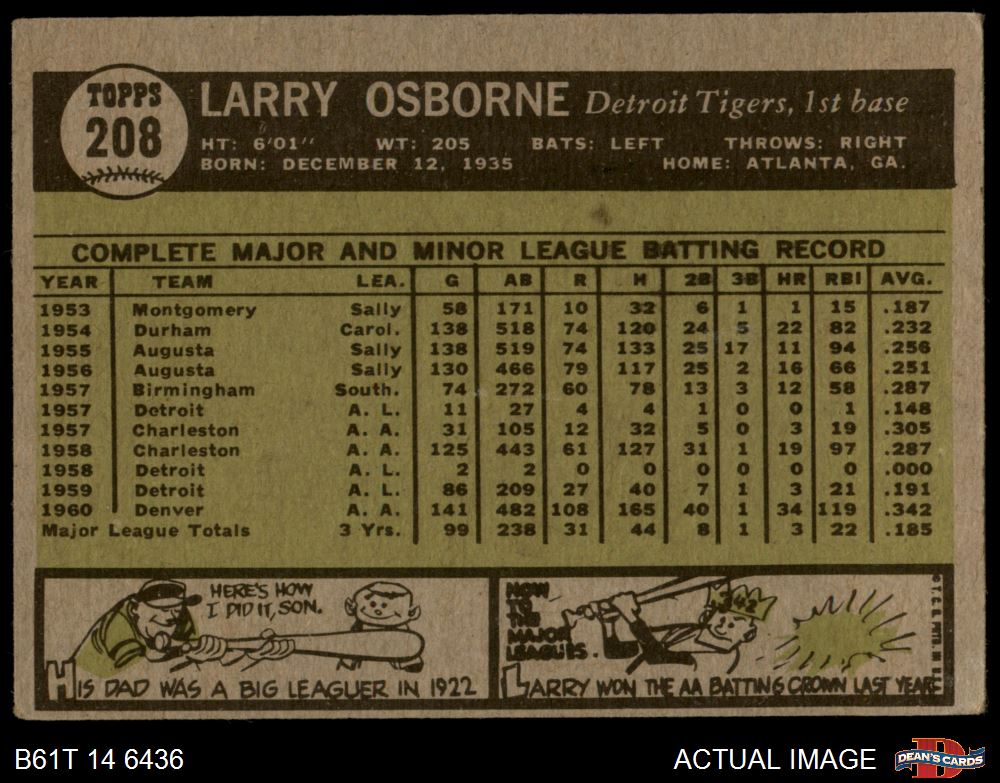 TOPPS
208
LARRY OSBORNE Detroit Tigers, 1st base
HT: 6'01" WT: 205 BATS: LEFT THROWS: RIGHT
BORN: DECEMBER 12, 1935 HOME: ATLANTA, GA.
COMPLETE MAJOR AND MINOR LEAGUE BATTING RECORD
YEAR TEAM LEA. G AB R H 2B 3B HR RBI AVG.
1953 Montgomery Sally 58 171 10 32 6 1 1 15 .187
1954 Durham Carol. 138 518 74 120 24 5 22 82 .232
1955 Augusta Sally 138 519 74 133 25 17 11 94 .256
1956 Augusta Sally 130 466 79 117 25 2 16 66 .251
1957 Birmingham South. 74 272 60 78 13 3 12 58 .287
1957 Detroit A. L. 11 27 4 4 1 0 0 1 .148
1957 Charleston A. A. 31 105 12 32 5 0 3 19 .305
1958 Charleston A. A. 125 443 61 127 31 1 19 97 .287
1958 Detroit A. L. 2 2 0 0 0 0 0 0 .000
1959 Detroit A. L. 86 209 27 40 7 1 3 21 .191
1960 Denver A. A. 141 482 108 165 40 1 34 119 .342
Major League Totals 3 Yrs. 99 238 31 44 8 1 3 22 .185
HERE'S HOW
I DID IT, SON.
HIS DAD WAS A BIG LEAGUER IN 1922
NOW
TO
THE
MAJOR
LEAGUES.
.342
LARRY WON THE AA BATTING CROWN LAST YEAR
© T.C.G. PTD. IN
B61T 14 6436
ACTUAL IMAGE
DEAN'S CARDS